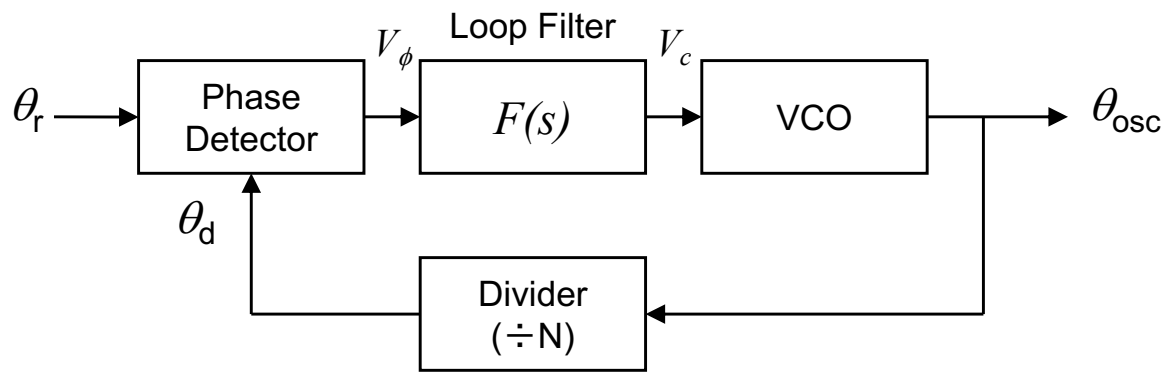 Loop Filter
Vϕ
Vc
θr
Phase
Detector
F(s)
VCO
θosc
θd
Divider
(÷N)